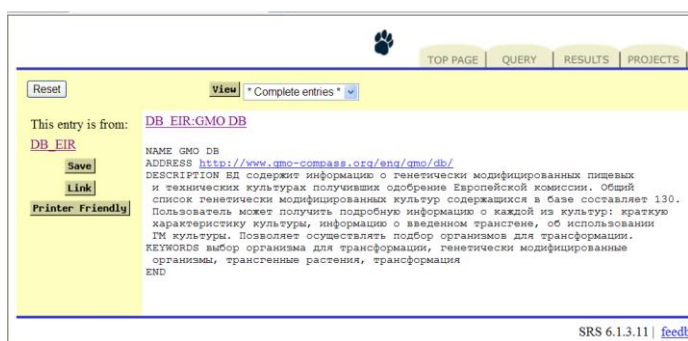 TOP PAGE QUERY RESULTS PROJECTS
Reset View * Complete entries *
This entry is from:
DB_EIR
Save
Link
Printer Friendly
DB_EIR:GMO DB
NAME GMO DB
ADDRESS http://www.gmo-compass.org/eng/gmo/db/
DESCRIPTION БД содержит информацию о генетически модифицированных пищевых
и технических культурах получивших одобрение Европейской комиссии. Общий
список генетически модифицированных культур содержащихся в базе составляет 130.
Пользователь может получить подробную информацию о каждой из культур: краткую
характеристику культуры, информацию о введенном трансгене, об использовании
ГМ культуры. Позволяет осуществлять подбор организмов для трансформации.
KEYWORDS выбор организма для трансформации, генетически модифицированные
организмы, трансгенные растения, трансформация
END
SRS 6.1.3.11 | feedb